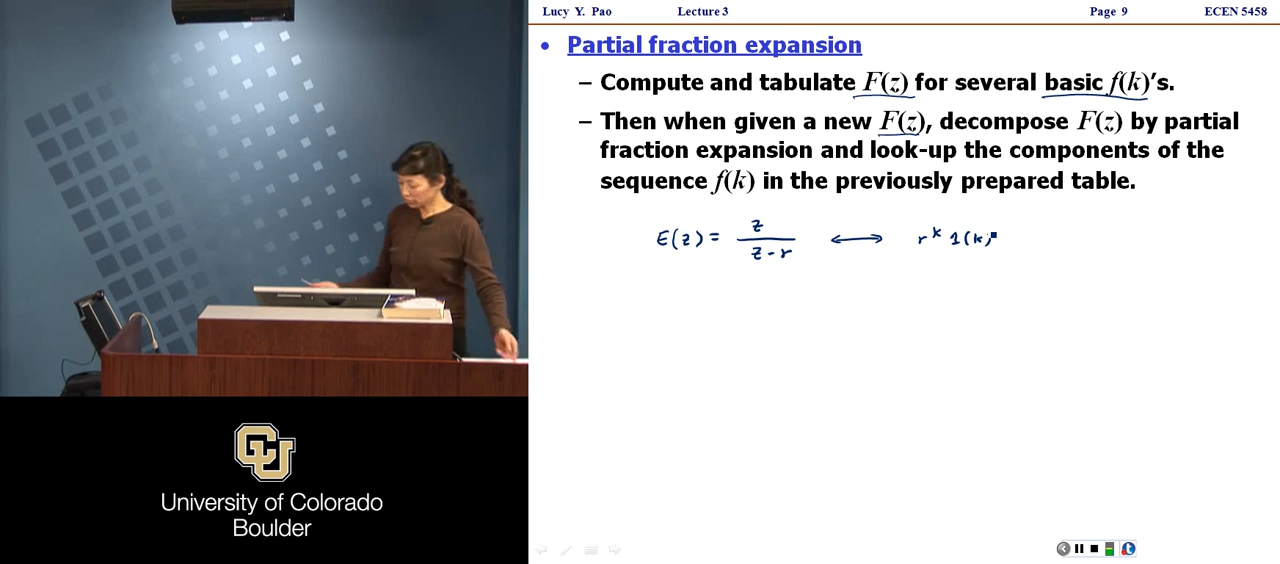 Lucy Y. Pao Lecture 3 Page 9 ECEN 5458
• Partial fraction expansion
– Compute and tabulate F(z) for several basic f(k)'s.
– Then when given a new F(z), decompose F(z) by partial
fraction expansion and look-up the components of the
sequence f(k) in the previously prepared table.
E(z) = z / (z - r) ⟷ r^k 1(k)
CU
University of Colorado
Boulder